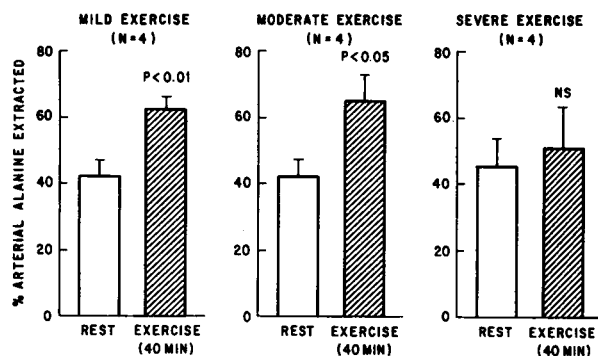 MILD EXERCISE
(N=4)
MODERATE EXERCISE
(N=4)
SEVERE EXERCISE
(N=4)
% ARTERIAL ALANINE EXTRACTED
80
60
40
20
0
P<0.01
REST
EXERCISE
(40 MIN)
80
60
40
20
0
P<0.05
REST
EXERCISE
(40 MIN)
80
60
40
20
0
NS
REST
EXERCISE
(40 MIN)